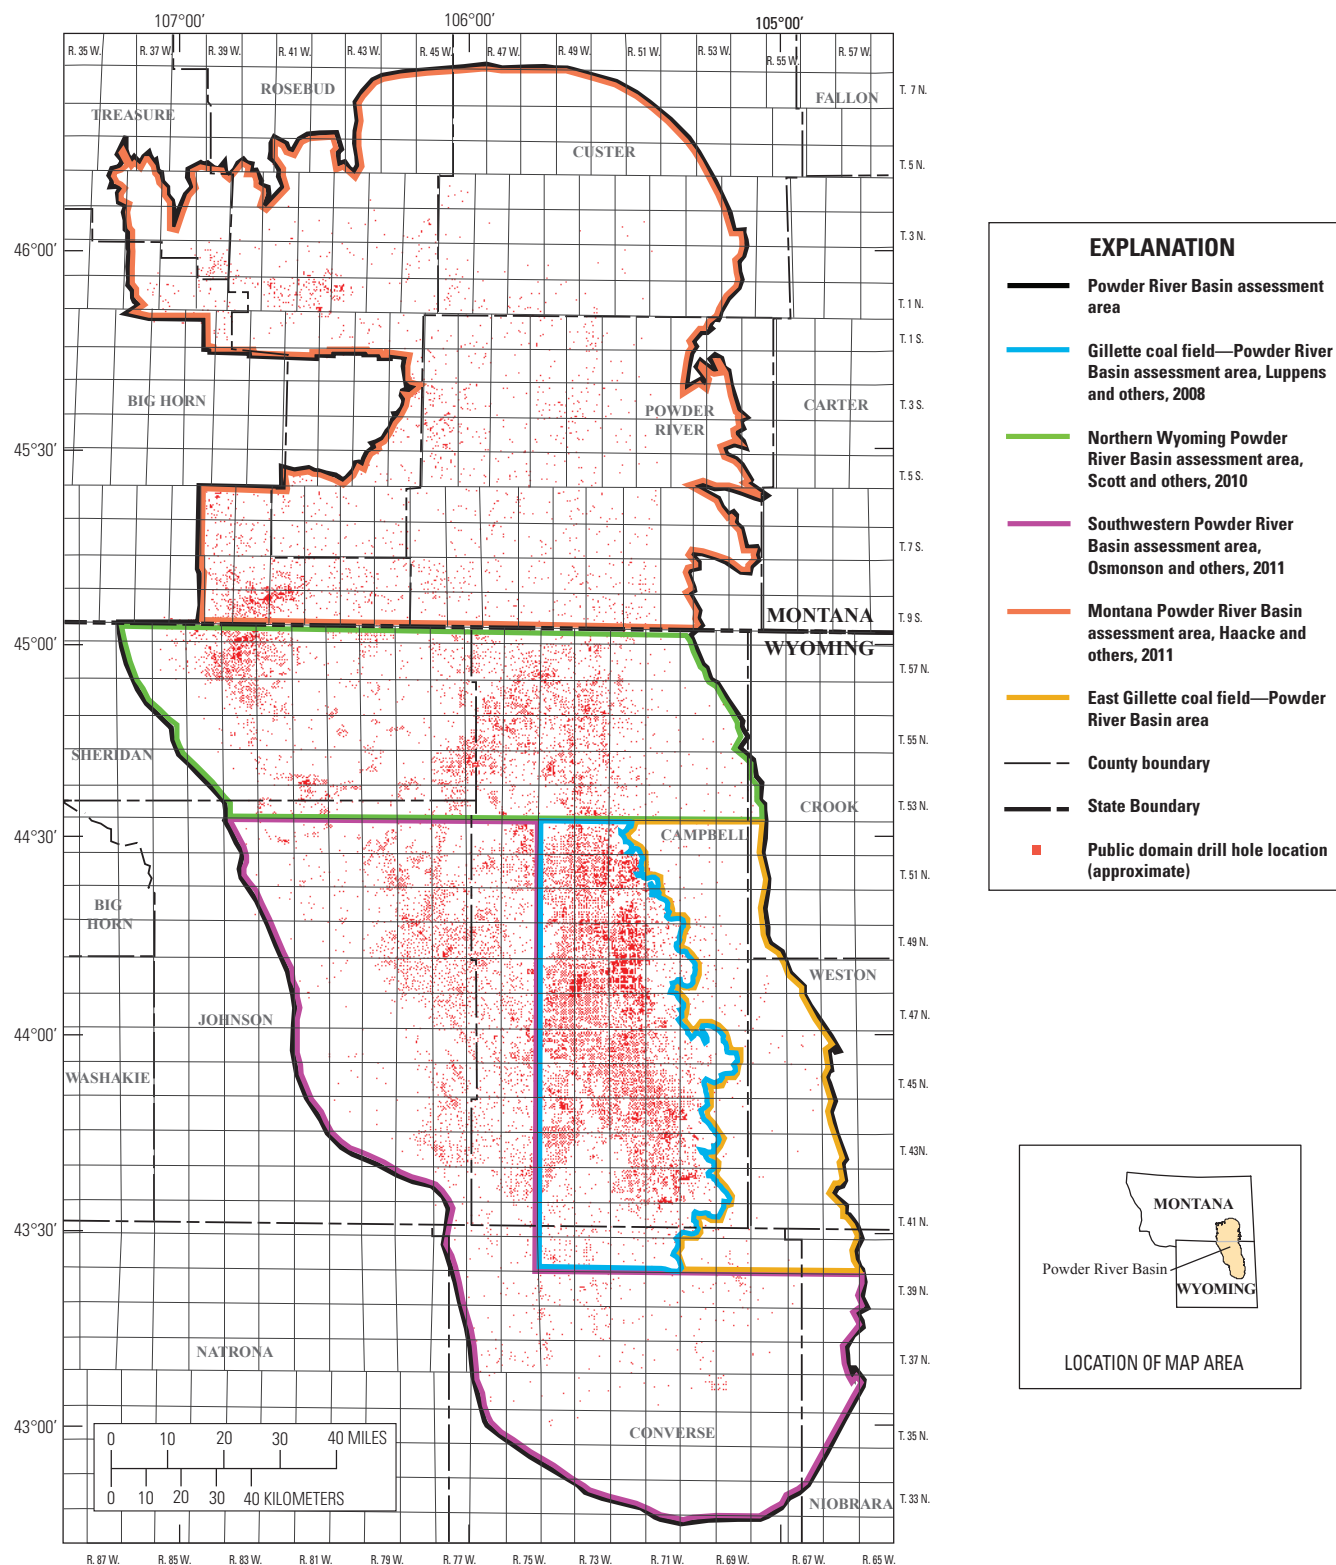 107°00'
106°00'
105°00'
R. 35 W.
R. 37 W.
R. 39 W.
R. 41 W.
R. 43 W.
R. 45 W.
R. 47 W.
R. 49 W.
R. 51 W.
R. 53 W.
R. 55 W.
R. 57 W.
ROSEBUD
FALLON
TREASURE
CUSTER
T. 7 N.
T. 5 N.
T. 3 N.
46°00'
T. 1 N.
T. 1 S.
BIG HORN
POWDER
RIVER
CARTER
T. 3 S.
45°30'
T. 5 S.
T. 7 S.
MONTANA
T. 9 S.
45°00'
WYOMING
T. 57 N.
SHERIDAN
T. 55 N.
CROOK
T. 53 N.
44°30'
CAMPBELL
T. 51 N.
BIG
HORN
T. 49 N.
WESTON
JOHNSON
T. 47 N.
44°00'
WASHAKIE
T. 45 N.
T. 43N.
43°30'
T. 41 N.
T. 39 N.
NATRONA
T. 37 N.
43°00'
CONVERSE
T. 35 N.
NIOBRARA
T. 33 N.
0
10
20
30
40 MILES
0
10
20
30
40 KILOMETERS
R. 87 W.
R. 85 W.
R. 83 W.
R. 81 W.
R. 79 W.
R. 77 W.
R. 75 W.
R. 73 W.
R. 71 W.
R. 69 W.
R. 67 W.
R. 65 W.
EXPLANATION
Powder River Basin assessment
area
Gillette coal field—Powder River
Basin assessment area, Luppens
and others, 2008
Northern Wyoming Powder
River Basin assessment area,
Scott and others, 2010
Southwestern Powder River
Basin assessment area,
Osmonson and others, 2011
Montana Powder River Basin
assessment area, Haacke and
others, 2011
East Gillette coal field—Powder
River Basin area
County boundary
State Boundary
Public domain drill hole location
(approximate)
MONTANA
Powder River Basin
WYOMING
LOCATION OF MAP AREA